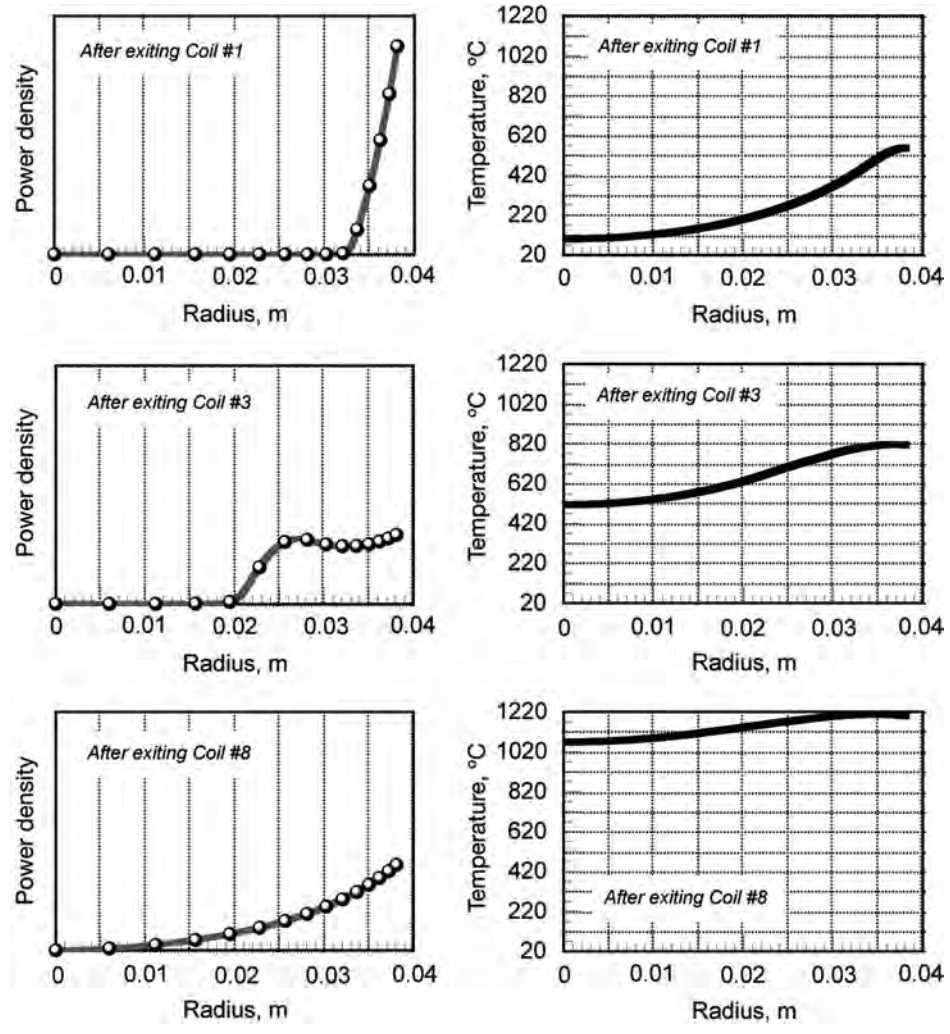 After exiting Coil #1
Power density
0 0.01 0.02 0.03 0.04
Radius, m
1220
1020
820
620
420
220
20
After exiting Coil #1
Temperature, ºC
0 0.01 0.02 0.03 0.04
Radius, m
After exiting Coil #3
Power density
0 0.01 0.02 0.03 0.04
Radius, m
1220
1020
820
620
420
220
20
After exiting Coil #3
Temperature, ºC
0 0.01 0.02 0.03 0.04
Radius, m
After exiting Coil #8
Power density
0 0.01 0.02 0.03 0.04
Radius, m
1220
1020
820
620
420
220
20
After exiting Coil #8
Temperature, ºC
0 0.01 0.02 0.03 0.04
Radius, m